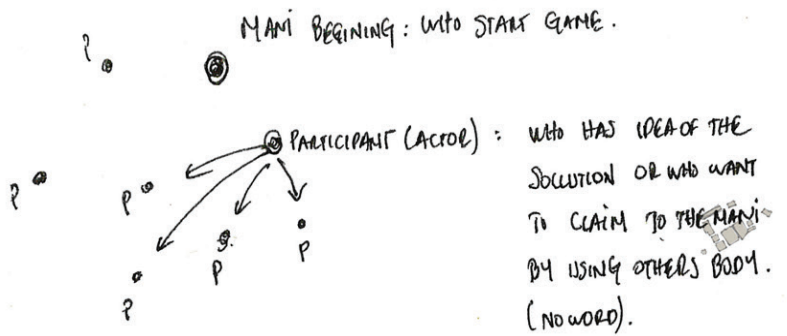 MANI BEGINING: WHO START GAME.
P
PARTICIPANT (ACTOR): WHO HAS IDEA OF THE
SOLUTION OR WHO WANT
TO CLAIM TO THE MANI
BY USING OTHERS BODY.
(NO WORD).
P
P
P
P
P